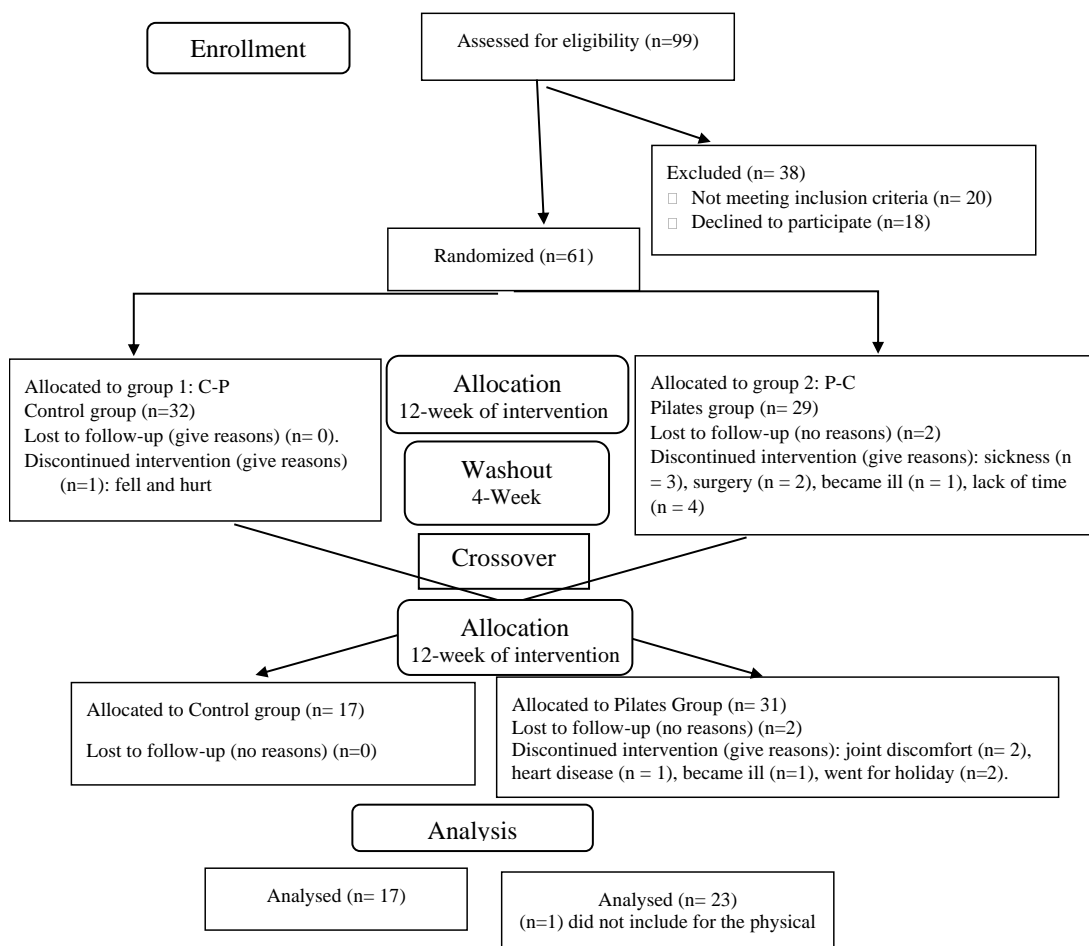 Enrollment
Assessed for eligibility (n=99)
Excluded (n= 38)
Not meeting inclusion criteria (n= 20)
Declined to participate (n=18)
Randomized (n=61)
Allocated to group 1: C-P
Control group (n=32)
Lost to follow-up (give reasons) (n= 0).
Discontinued intervention (give reasons)
(n=1): fell and hurt
Allocation
12-week of intervention
Washout
4-Week
Allocated to group 2: P-C
Pilates group (n= 29)
Lost to follow-up (no reasons) (n=2)
Discontinued intervention (give reasons): sickness (n
= 3), surgery (n = 2), became ill (n = 1), lack of time
(n = 4)
Crossover
Allocation
12-week of intervention
Allocated to Control group (n= 17)
Lost to follow-up (no reasons) (n=0)
Allocated to Pilates Group (n= 31)
Lost to follow-up (no reasons) (n=2)
Discontinued intervention (give reasons): joint discomfort (n= 2),
heart disease (n = 1), became ill (n=1), went for holiday (n=2).
Analysis
Analysed (n= 17)
Analysed (n= 23)
(n=1) did not include for the physical